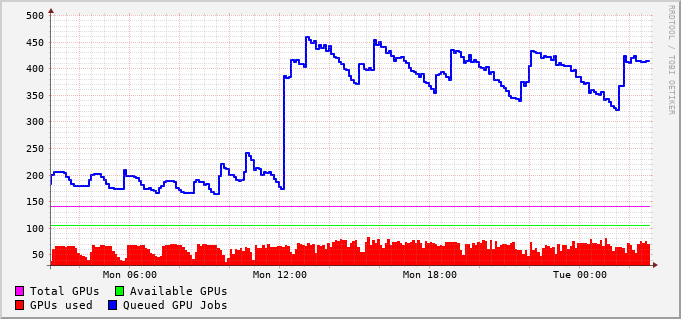 500
450
400
350
300
250
200
150
100
50
Mon 06:00 Mon 12:00 Mon 18:00 Tue 00:00
Total GPUs Available GPUs
GPUs used Queued GPU Jobs
RRDTOOL / TOBI OETIKER